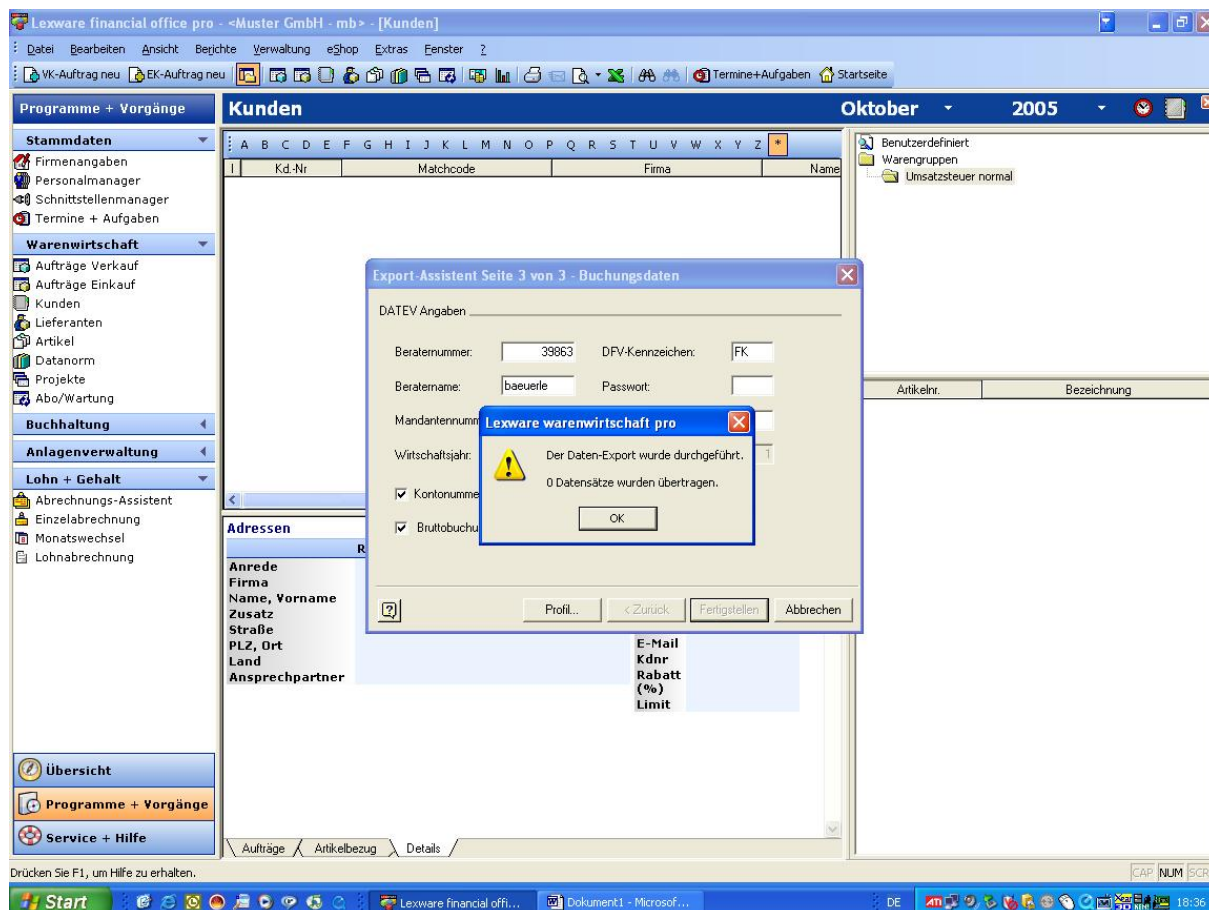 Lexware financial office pro - <Muster GmbH - mb> - [Kunden]
Datei Bearbeiten Ansicht Berichte Verwaltung eShop Extras Fenster ?
VK-Auftrag neu EK-Auftrag neu Termine+Aufgaben Startseite
Programme + Vorgänge
Stammdaten
Firmenangaben
Personalmanager
Schnittstellenmanager
Termine + Aufgaben
Warenwirtschaft
Aufträge Verkauf
Aufträge Einkauf
Kunden
Lieferanten
Artikel
Datanorm
Projekte
Abo/Wartung
Buchhaltung
Anlagenverwaltung
Lohn + Gehalt
Abrechnungs-Assistent
Einzelabrechnung
Monatswechsel
Lohnabrechnung
Übersicht
Programme + Vorgänge
Service + Hilfe
Kunden Oktober 2005
A B C D E F G H I J K L M N O P Q R S T U V W X Y Z *
! Kd.-Nr Matchcode Firma Name
Benutzerdefiniert
Warengruppen
Umsatzsteuer normal
Artikelnr. Bezeichnung
Export-Assistent Seite 3 von 3 - Buchungsdaten
DATEV Angaben
Beraternummer: 39863 DFV-Kennzeichen: FK
Beratername: baeuerle Passwort:
Mandantennumm
Wirtschaftsjahr: 1
Kontonumme
Bruttobuchu
Profil... < Zurück Fertigstellen Abbrechen
Lexware warenwirtschaft pro
Der Daten-Export wurde durchgeführt.
0 Datensätze wurden übertragen.
OK
Adressen
R
Anrede
Firma
Name, Vorname
Zusatz
Straße
PLZ, Ort
Land
Ansprechpartner
E-Mail
Kdnr
Rabatt
(%)
Limit
Aufträge Artikelbezug Details
Drücken Sie F1, um Hilfe zu erhalten.
CAP NUM SCR
Start Lexware financial offi... Dokument1 - Microsof... DE 18:36